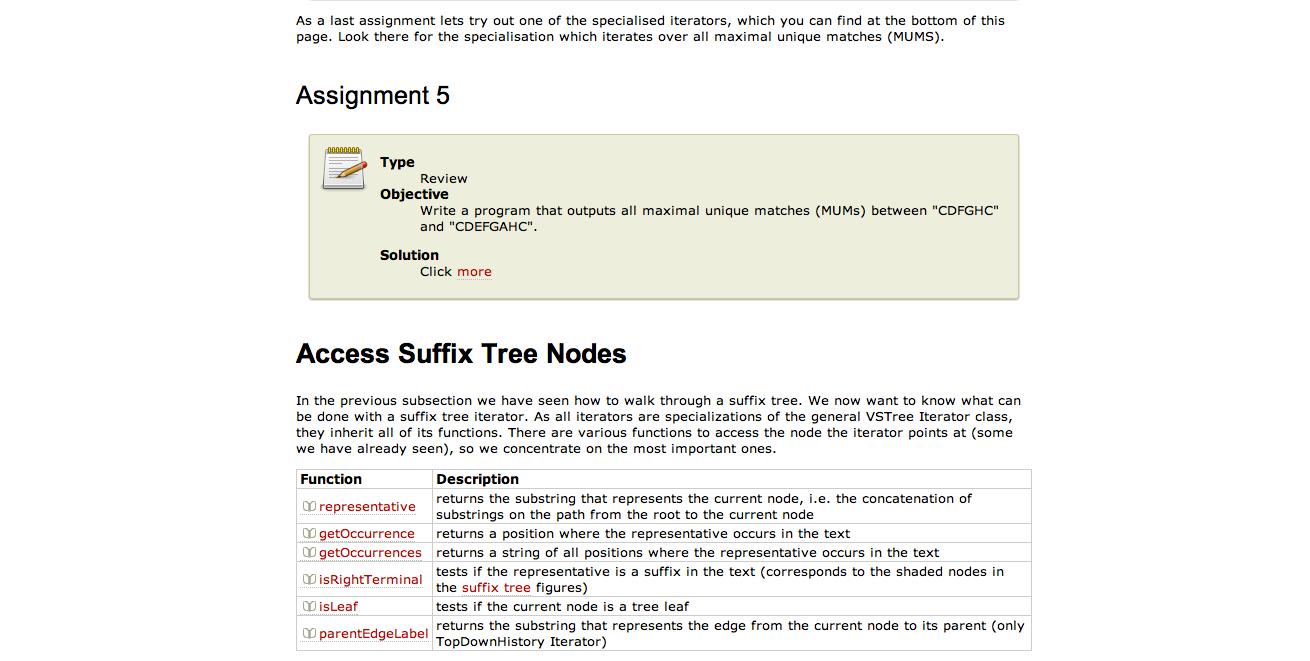 As a last assignment lets try out one of the specialised iterators, which you can find at the bottom of this
page. Look there for the specialisation which iterates over all maximal unique matches (MUMS).
Assignment 5
Type
Review
Objective
Write a program that outputs all maximal unique matches (MUMs) between "CDFGHC"
and "CDEFGAHC".
Solution
Click more
Access Suffix Tree Nodes
In the previous subsection we have seen how to walk through a suffix tree. We now want to know what can
be done with a suffix tree iterator. As all iterators are specializations of the general VSTree Iterator class,
they inherit all of its functions. There are various functions to access the node the iterator points at (some
we have already seen), so we concentrate on the most important ones.
Function Description
representative returns the substring that represents the current node, i.e. the concatenation of
substrings on the path from the root to the current node
getOccurrence returns a position where the representative occurs in the text
getOccurrences returns a string of all positions where the representative occurs in the text
isRightTerminal tests if the representative is a suffix in the text (corresponds to the shaded nodes in
the suffix tree figures)
isLeaf tests if the current node is a tree leaf
parentEdgeLabel returns the substring that represents the edge from the current node to its parent (only
TopDownHistory Iterator)